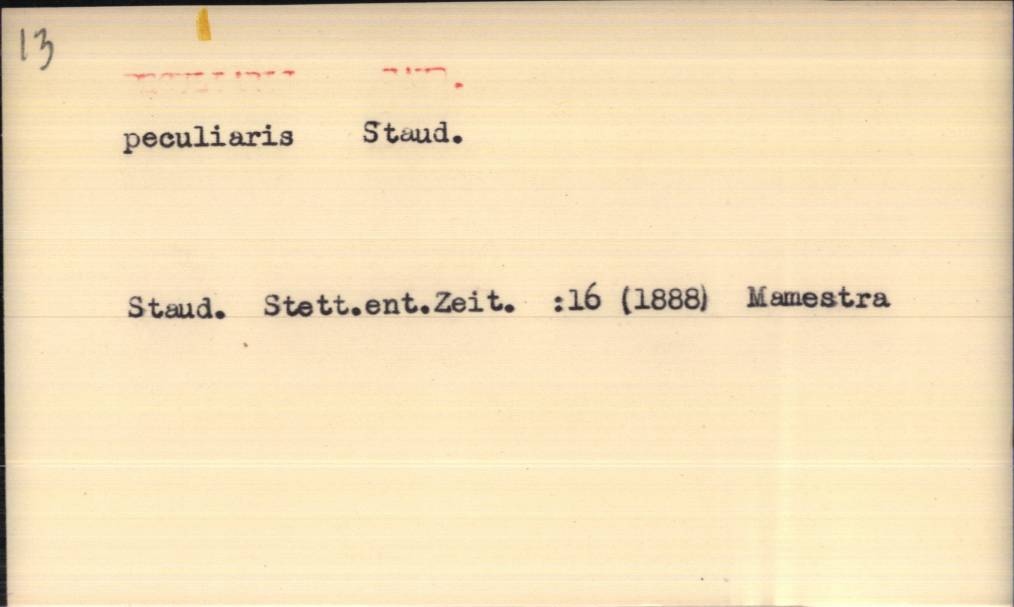 13
peculiaris Staud.
Staud. Stett.ent.Zeit. :16 (1888) Mamestra